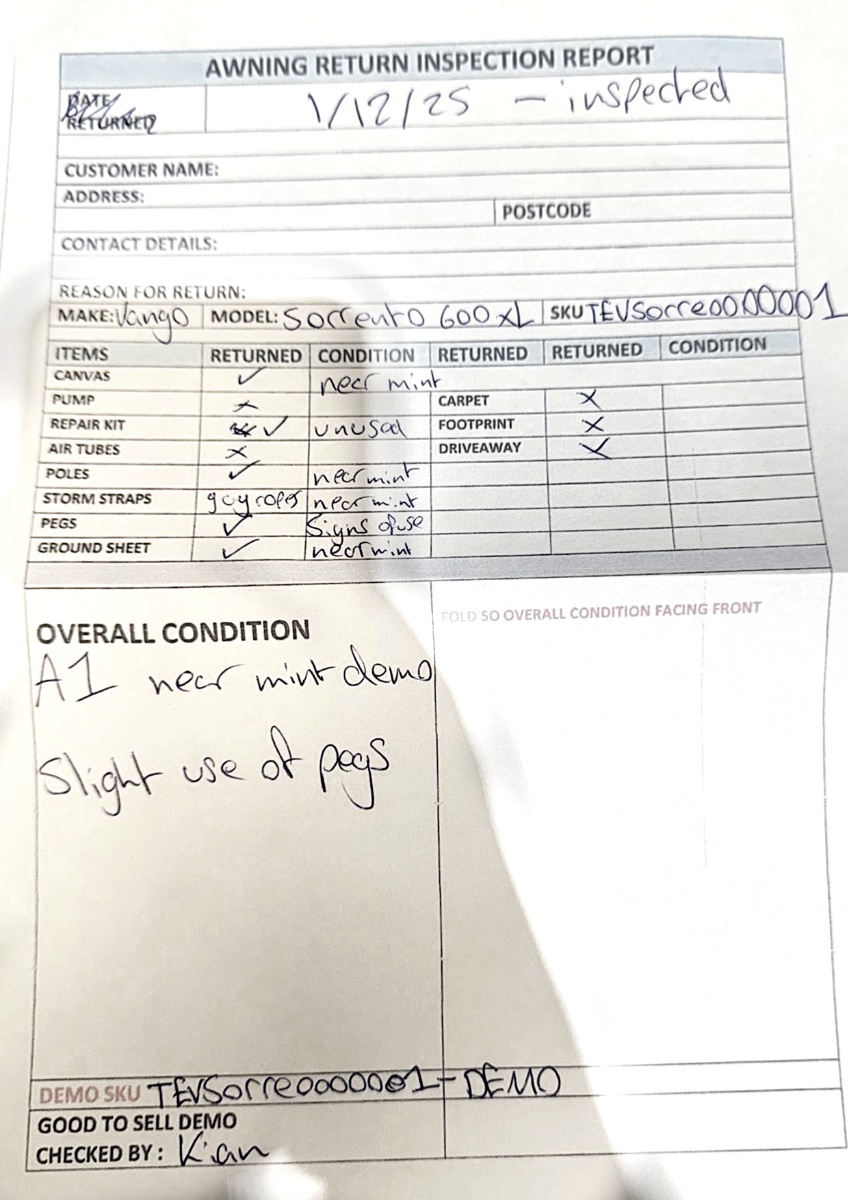 AWNING RETURN INSPECTION REPORT
DATE RETURNED 1/12/25 – inspected
CUSTOMER NAME:
ADDRESS:
POSTCODE
CONTACT DETAILS:
REASON FOR RETURN:
MAKE: Vango MODEL: Sorrento 600 XL SKU TEVSorre0000001
ITEMS RETURNED CONDITION RETURNED RETURNED CONDITION
CANVAS ✓ near mint
PUMP × CARPET ×
REPAIR KIT ✓ unusad FOOTPRINT ×
AIR TUBES × DRIVEAWAY ✓
POLES ✓ near mint
STORM STRAPS guy ropes near mint
PEGS ✓ Signs of use
GROUND SHEET ✓ near mint
FOLD SO OVERALL CONDITION FACING FRONT
OVERALL CONDITION
A1 near mint demo
Slight use of pegs
DEMO SKU TEVSorre0000001-DEMO
GOOD TO SELL DEMO
CHECKED BY: Kian